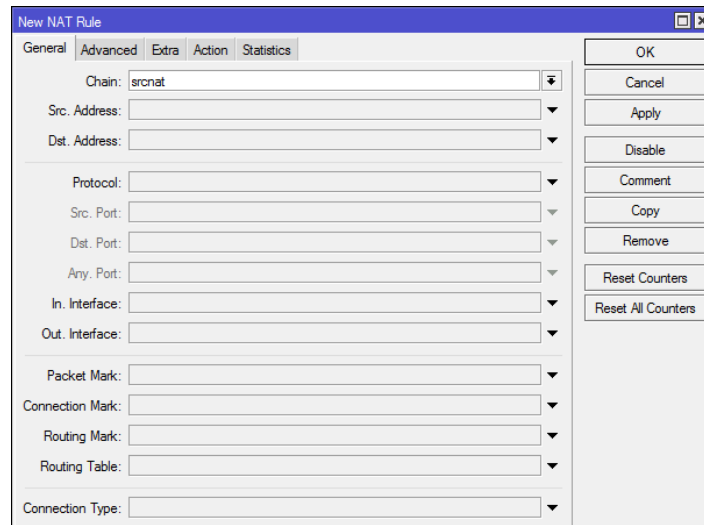 New NAT Rule
General Advanced Extra Action Statistics
Chain: srcnat
Src. Address:
Dst. Address:
Protocol:
Src. Port:
Dst. Port:
Any. Port:
In. Interface:
Out. Interface:
Packet Mark:
Connection Mark:
Routing Mark:
Routing Table:
Connection Type:
OK
Cancel
Apply
Disable
Comment
Copy
Remove
Reset Counters
Reset All Counters